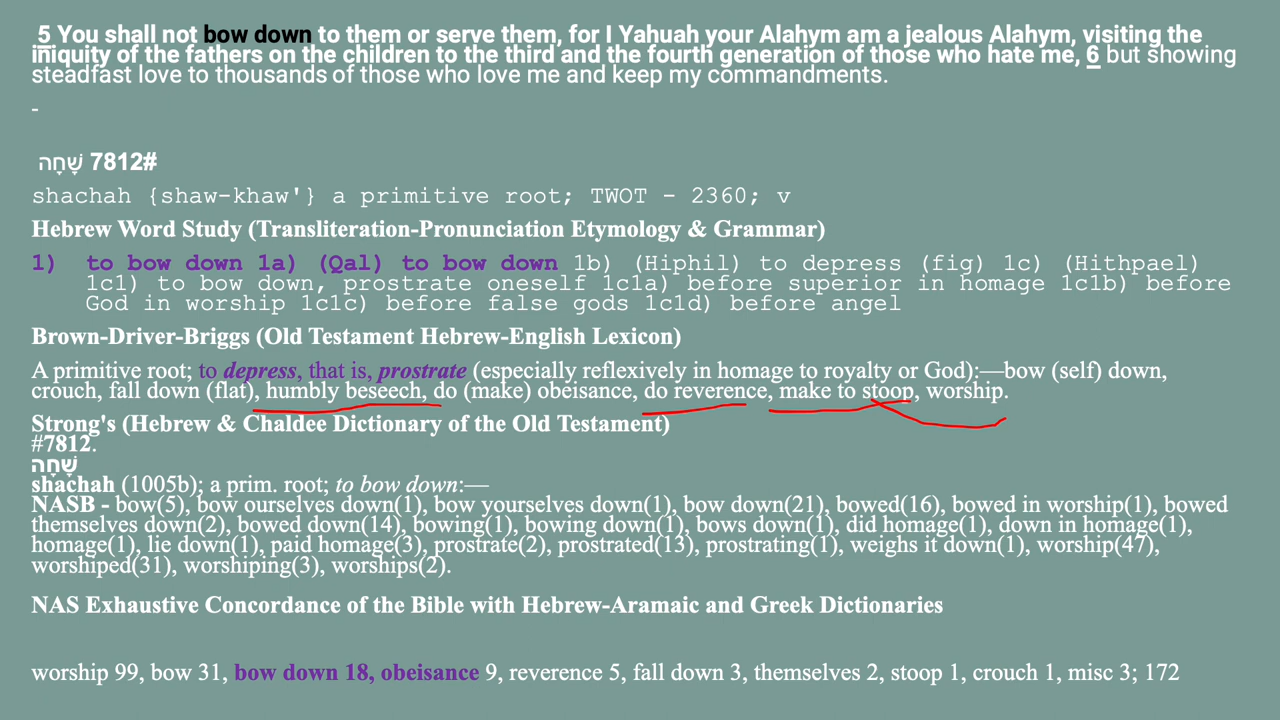 5 You shall not bow down to them or serve them, for I Yahuah your Alahym am a jealous Alahym, visiting the
iniquity of the fathers on the children to the third and the fourth generation of those who hate me, 6 but showing
steadfast love to thousands of those who love me and keep my commandments.
-
שָׁחָה 7812#
shachah {shaw-khaw'} a primitive root; TWOT - 2360; v
Hebrew Word Study (Transliteration-Pronunciation Etymology & Grammar)
1) to bow down 1a) (Qal) to bow down 1b) (Hiphil) to depress (fig) 1c) (Hithpael)
1c1) to bow down, prostrate oneself 1c1a) before superior in homage 1c1b) before
God in worship 1c1c) before false gods 1c1d) before angel
Brown-Driver-Briggs (Old Testament Hebrew-English Lexicon)
A primitive root; to depress, that is, prostrate (especially reflexively in homage to royalty or God):—bow (self) down,
crouch, fall down (flat), humbly beseech, do (make) obeisance, do reverence, make to stoop, worship.
Strong's (Hebrew & Chaldee Dictionary of the Old Testament)
#7812.
שָׁחָה
shachah (1005b); a prim. root; to bow down:—
NASB - bow(5), bow ourselves down(1), bow yourselves down(1), bow down(21), bowed(16), bowed in worship(1), bowed
themselves down(2), bowed down(14), bowing(1), bowing down(1), bows down(1), did homage(1), down in homage(1),
homage(1), lie down(1), paid homage(3), prostrate(2), prostrated(13), prostrating(1), weighs it down(1), worship(47),
worshiped(31), worshiping(3), worships(2).
NAS Exhaustive Concordance of the Bible with Hebrew-Aramaic and Greek Dictionaries
worship 99, bow 31, bow down 18, obeisance 9, reverence 5, fall down 3, themselves 2, stoop 1, crouch 1, misc 3; 172